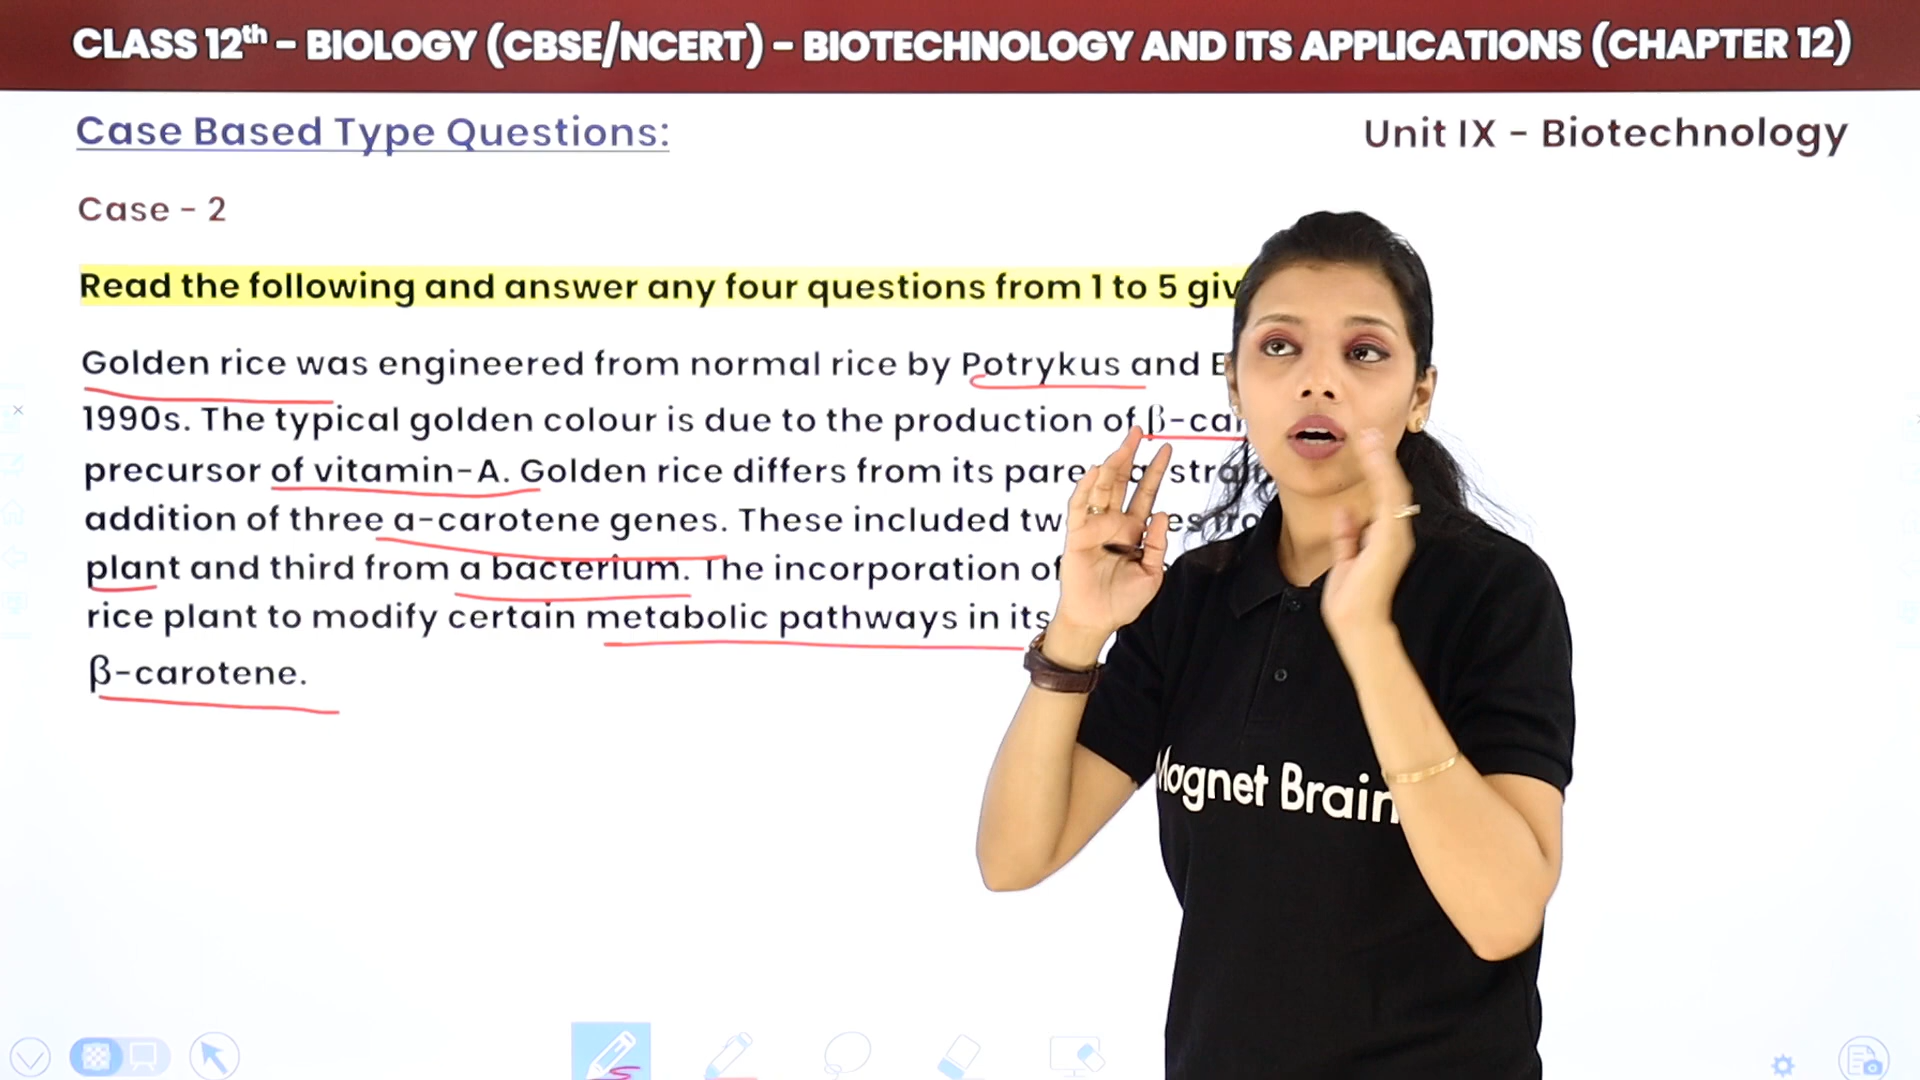 CLASS 12th - BIOLOGY (CBSE/NCERT) - BIOTECHNOLOGY AND ITS APPLICATIONS (CHAPTER 12)
Case Based Type Questions:
Unit IX - Biotechnology
Case - 2
Read the following and answer any four questions from 1 to 5
Golden rice was engineered from normal rice by Potrykus and
1990s. The typical golden colour is due to the production of
precursor of vitamin-A. Golden rice differs from its
addition of three α-carotene genes. These included
plant and third from a bacterium. The incorporation of
rice plant to modify certain metabolic pathways in its
β-carotene.
Magnet Brain